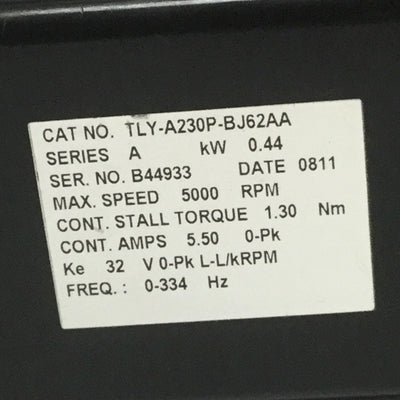 CAT NO. TLY-A230P-BJ62AA
SERIES A kW 0.44
SER. NO. B44933 DATE 0811
MAX. SPEED 5000 RPM
CONT. STALL TORQUE 1.30 Nm
CONT. AMPS 5.50 0-Pk
Ke 32 V 0-Pk L-L/kRPM
FREQ. : 0-334 Hz